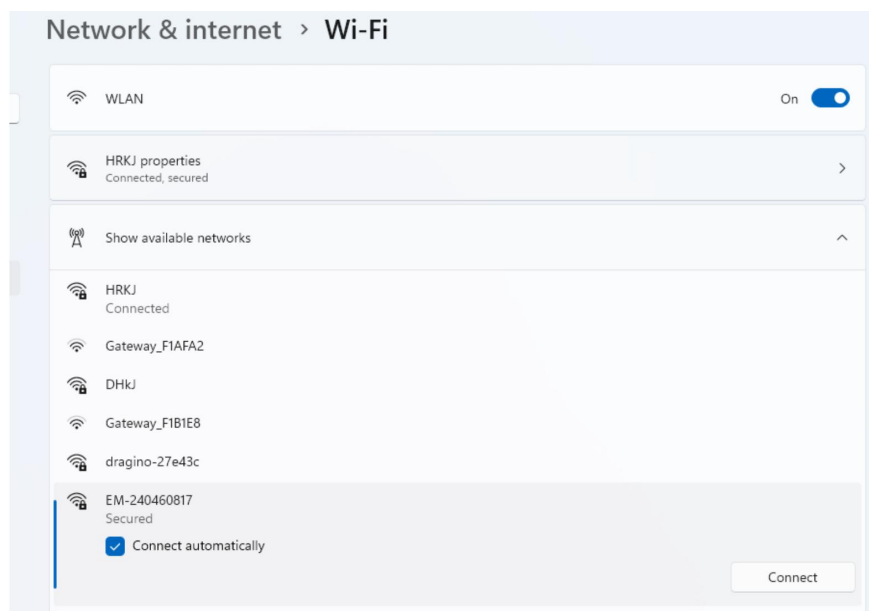 Network & internet > Wi-Fi
WLAN
On
HRKJ properties
Connected, secured
Show available networks
HRKJ
Connected
Gateway_F1AFA2
DHkJ
Gateway_F1B1E8
dragino-27e43c
EM-240460817
Secured
Connect automatically
Connect